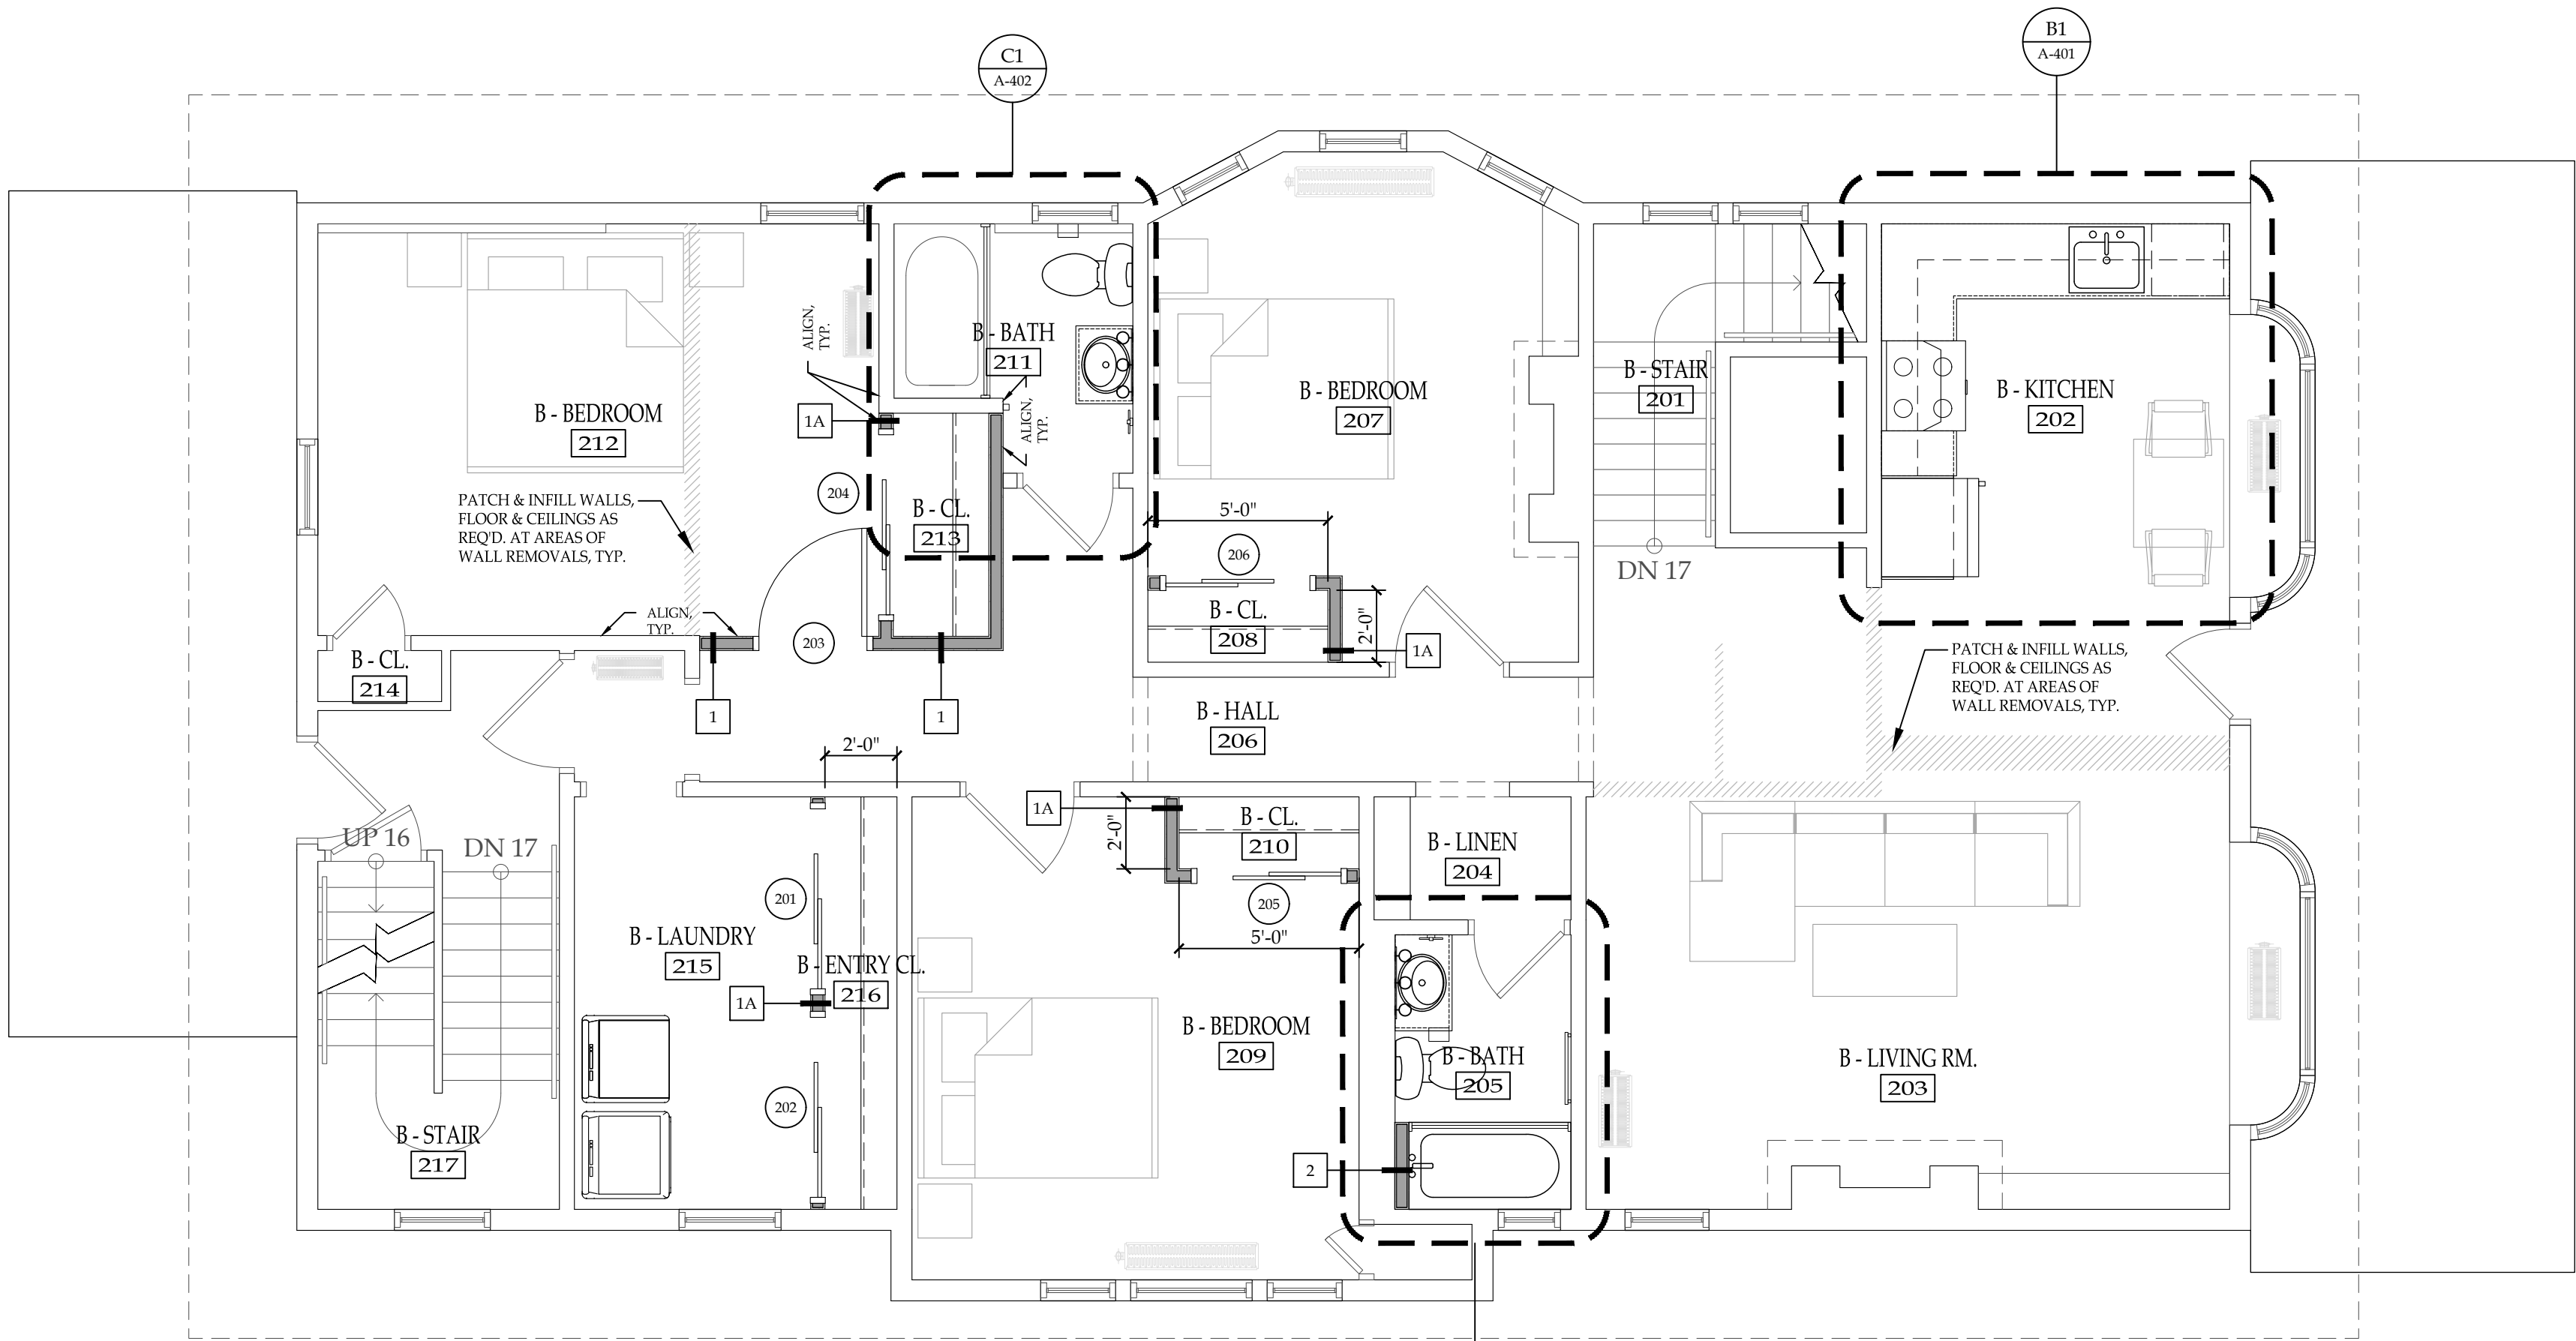 C1
A-402
B1
A-401
ALIGN,
TYP.
B - BATH
211
B - BEDROOM
212
1A
ALIGN,
TYP.
B - BEDROOM
207
B - STAIR
201
B - KITCHEN
202
PATCH & INFILL WALLS,
FLOOR & CEILINGS AS
REQ'D. AT AREAS OF
WALL REMOVALS, TYP.
204
B - CL.
213
5'-0"
206
DN 17
B - CL.
208
2'-0"
1A
ALIGN,
TYP.
203
B - CL.
214
1
1
PATCH & INFILL WALLS,
FLOOR & CEILINGS AS
REQ'D. AT AREAS OF
WALL REMOVALS, TYP.
B - HALL
206
2'-0"
1A
2'-0"
B - CL.
210
B - LINEN
204
UP 16
DN 17
201
205
5'-0"
B - LAUNDRY
215
B - ENTRY CL.
216
1A
B - BEDROOM
209
B - BATH
205
B - LIVING RM.
203
202
B - STAIR
217
2